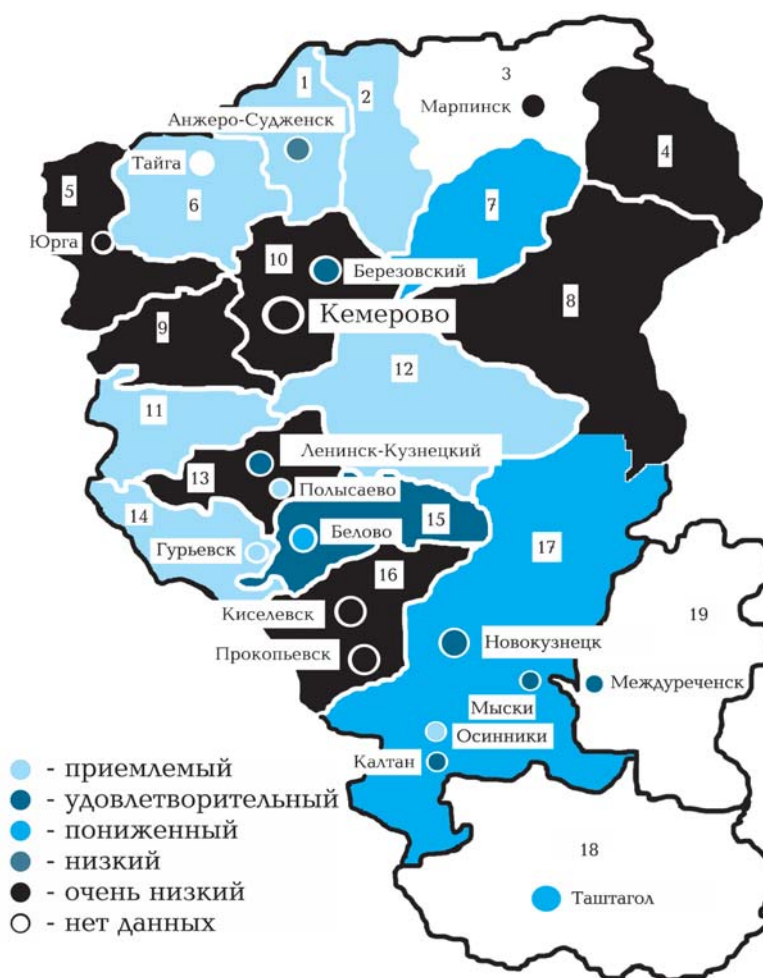 1
2
3
Анжеро-Судженск
Марпинск
4
Тайга
5
6
7
Юрга
10
Березовский
8
Кемерово
9
12
11
Ленинск-Кузнецкий
13
Полысаево
14
15
Белово
17
Гурьевск
16
Киселевск
19
Новокузнецк
Прокопьевск
Междуреченск
Мыски
Осинники
Калтан
- приемлемый
- удовлетворительный
- пониженный
- низкий
- очень низкий
- нет данных
18
Таштагол